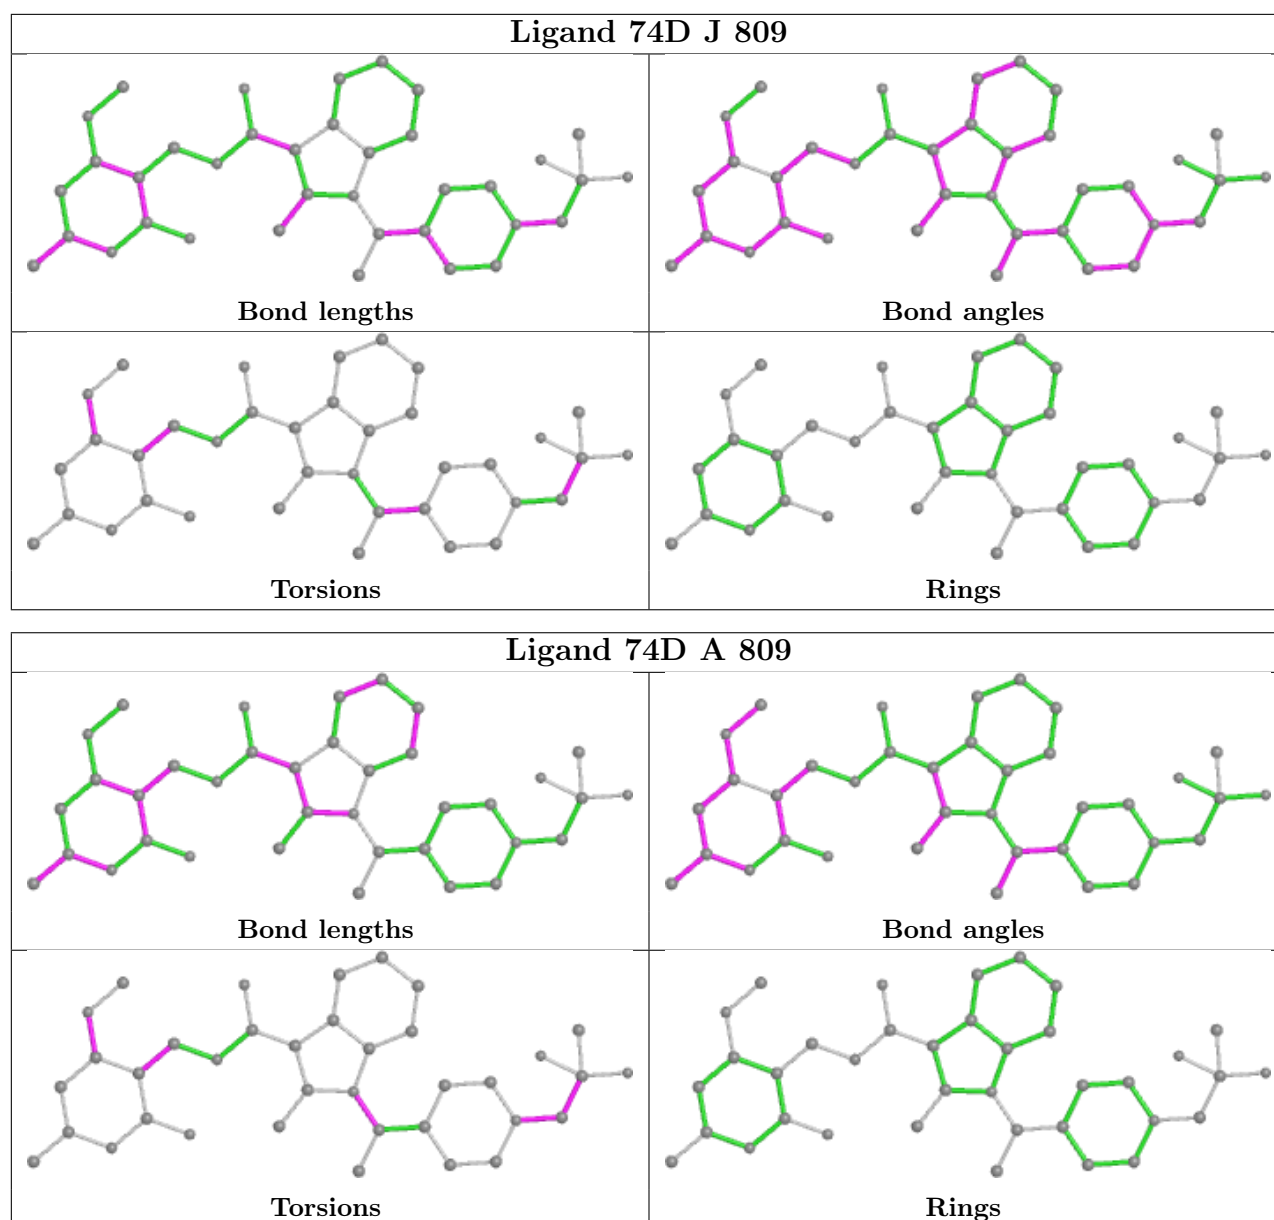 Ligand 74D J 809
Bond lengths
Bond angles
Torsions
Rings
Ligand 74D A 809
Bond lengths
Bond angles
Torsions
Rings